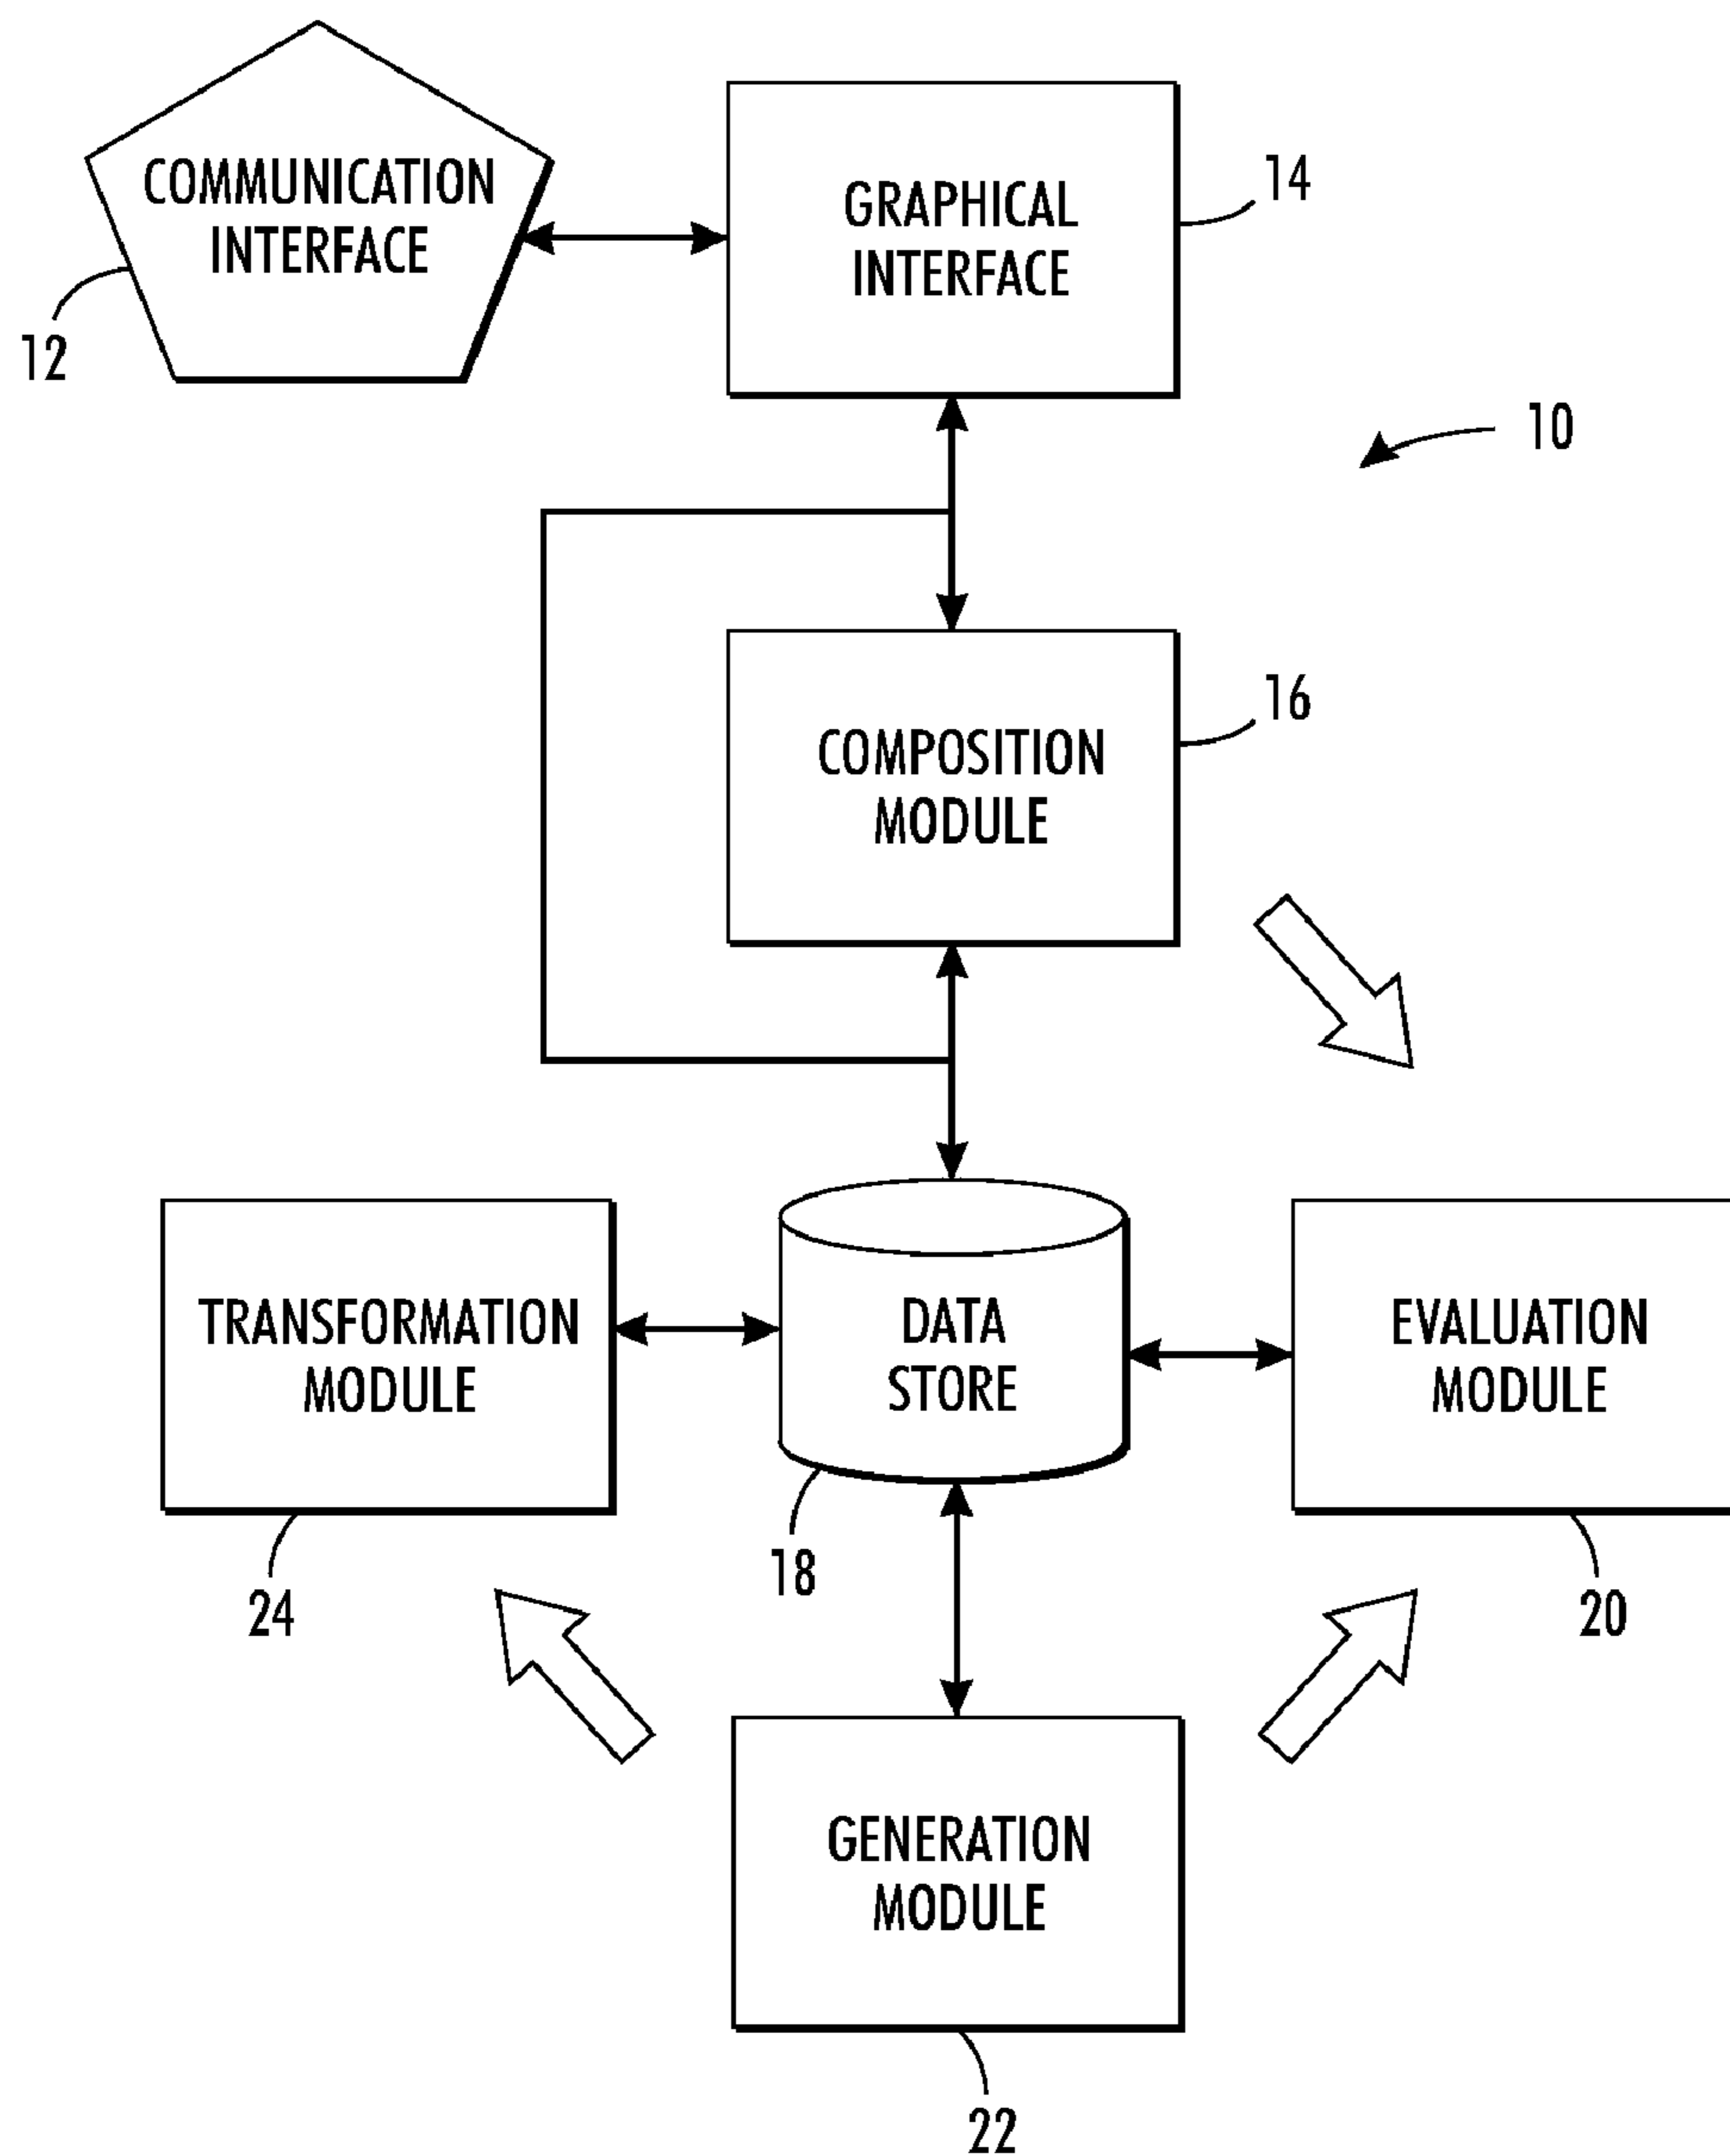 COMMUNICATION
INTERFACE
12
GRAPHICAL
INTERFACE
14
10
COMPOSITION
MODULE
16
TRANSFORMATION
MODULE
24
DATA
STORE
18
EVALUATION
MODULE
20
GENERATION
MODULE
22